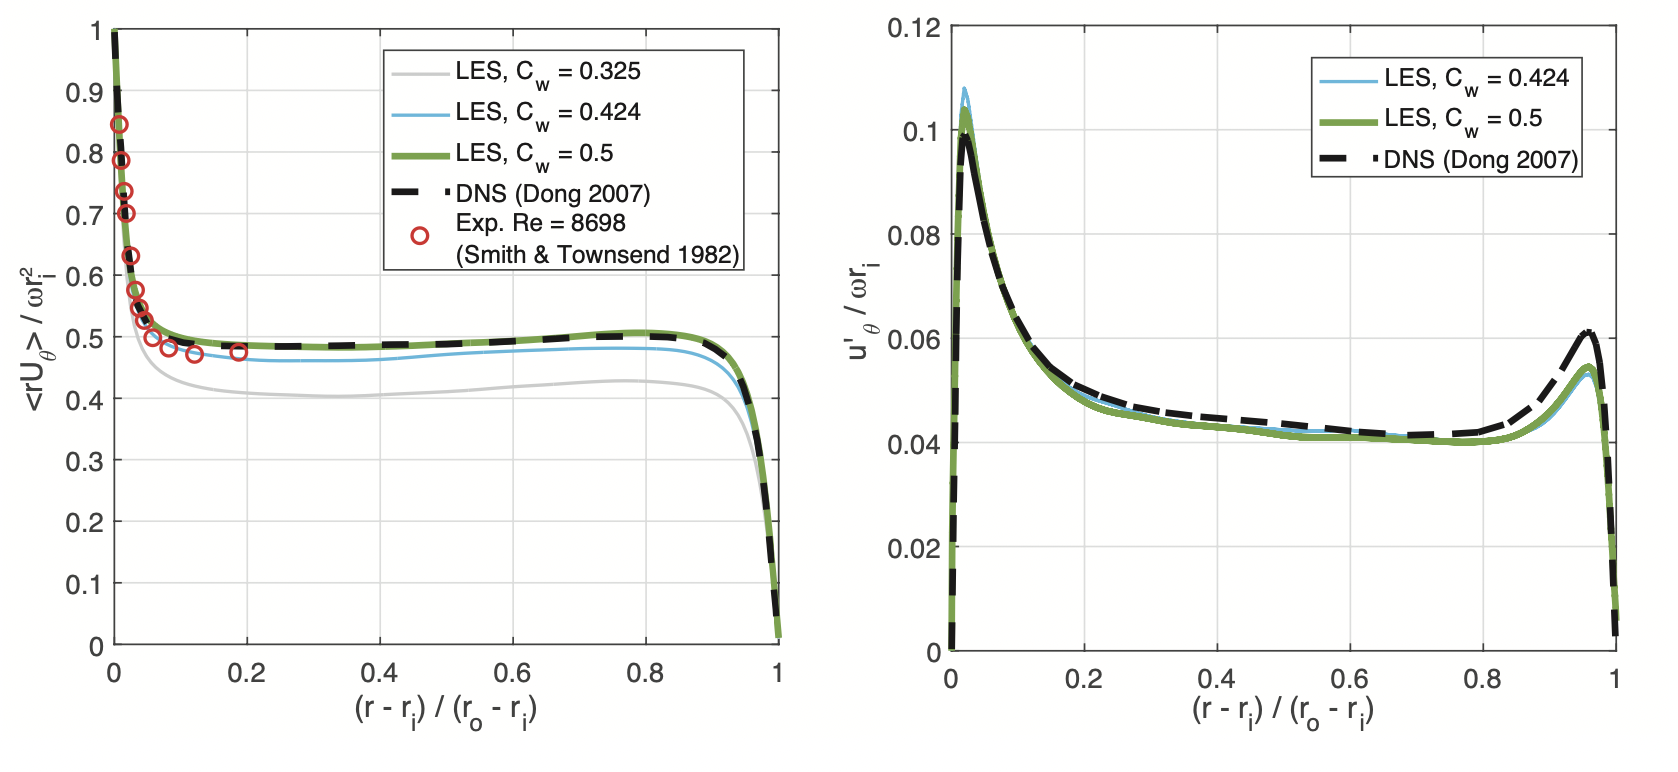 1
0.9
0.8
0.7
0.6
0.5
0.4
0.3
0.2
0.1
0
<rU_θ> / ωr_i^2
LES, C_w = 0.325
LES, C_w = 0.424
LES, C_w = 0.5
DNS (Dong 2007)
Exp. Re = 8698
(Smith & Townsend 1982)
0 0.2 0.4 0.6 0.8 1
(r - r_i) / (r_o - r_i)
0.12
0.1
0.08
0.06
0.04
0.02
0
u'_θ / ωr_i
LES, C_w = 0.424
LES, C_w = 0.5
DNS (Dong 2007)
0 0.2 0.4 0.6 0.8 1
(r - r_i) / (r_o - r_i)